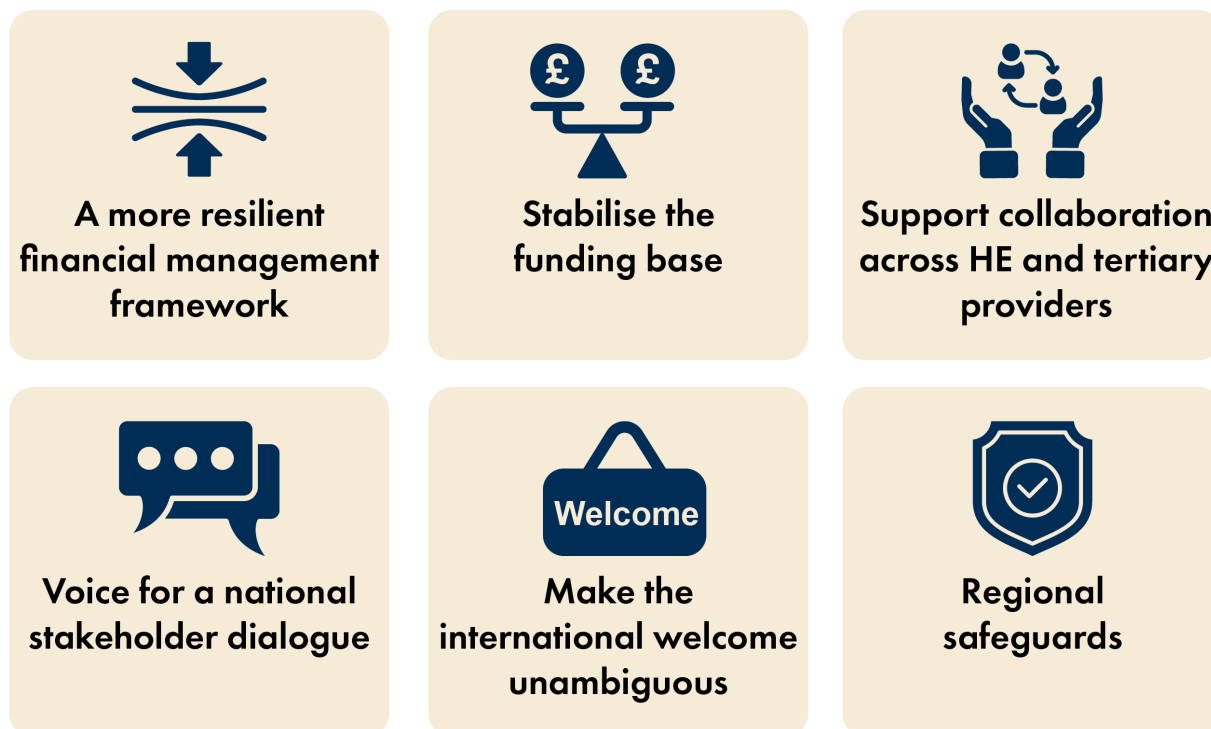 A more resilient
financial management
framework
£ £
Stabilise the
funding base
Support collaboration
across HE and tertiary
providers
Voice for a national
stakeholder dialogue
Welcome
Make the
international welcome
unambiguous
Regional
safeguards